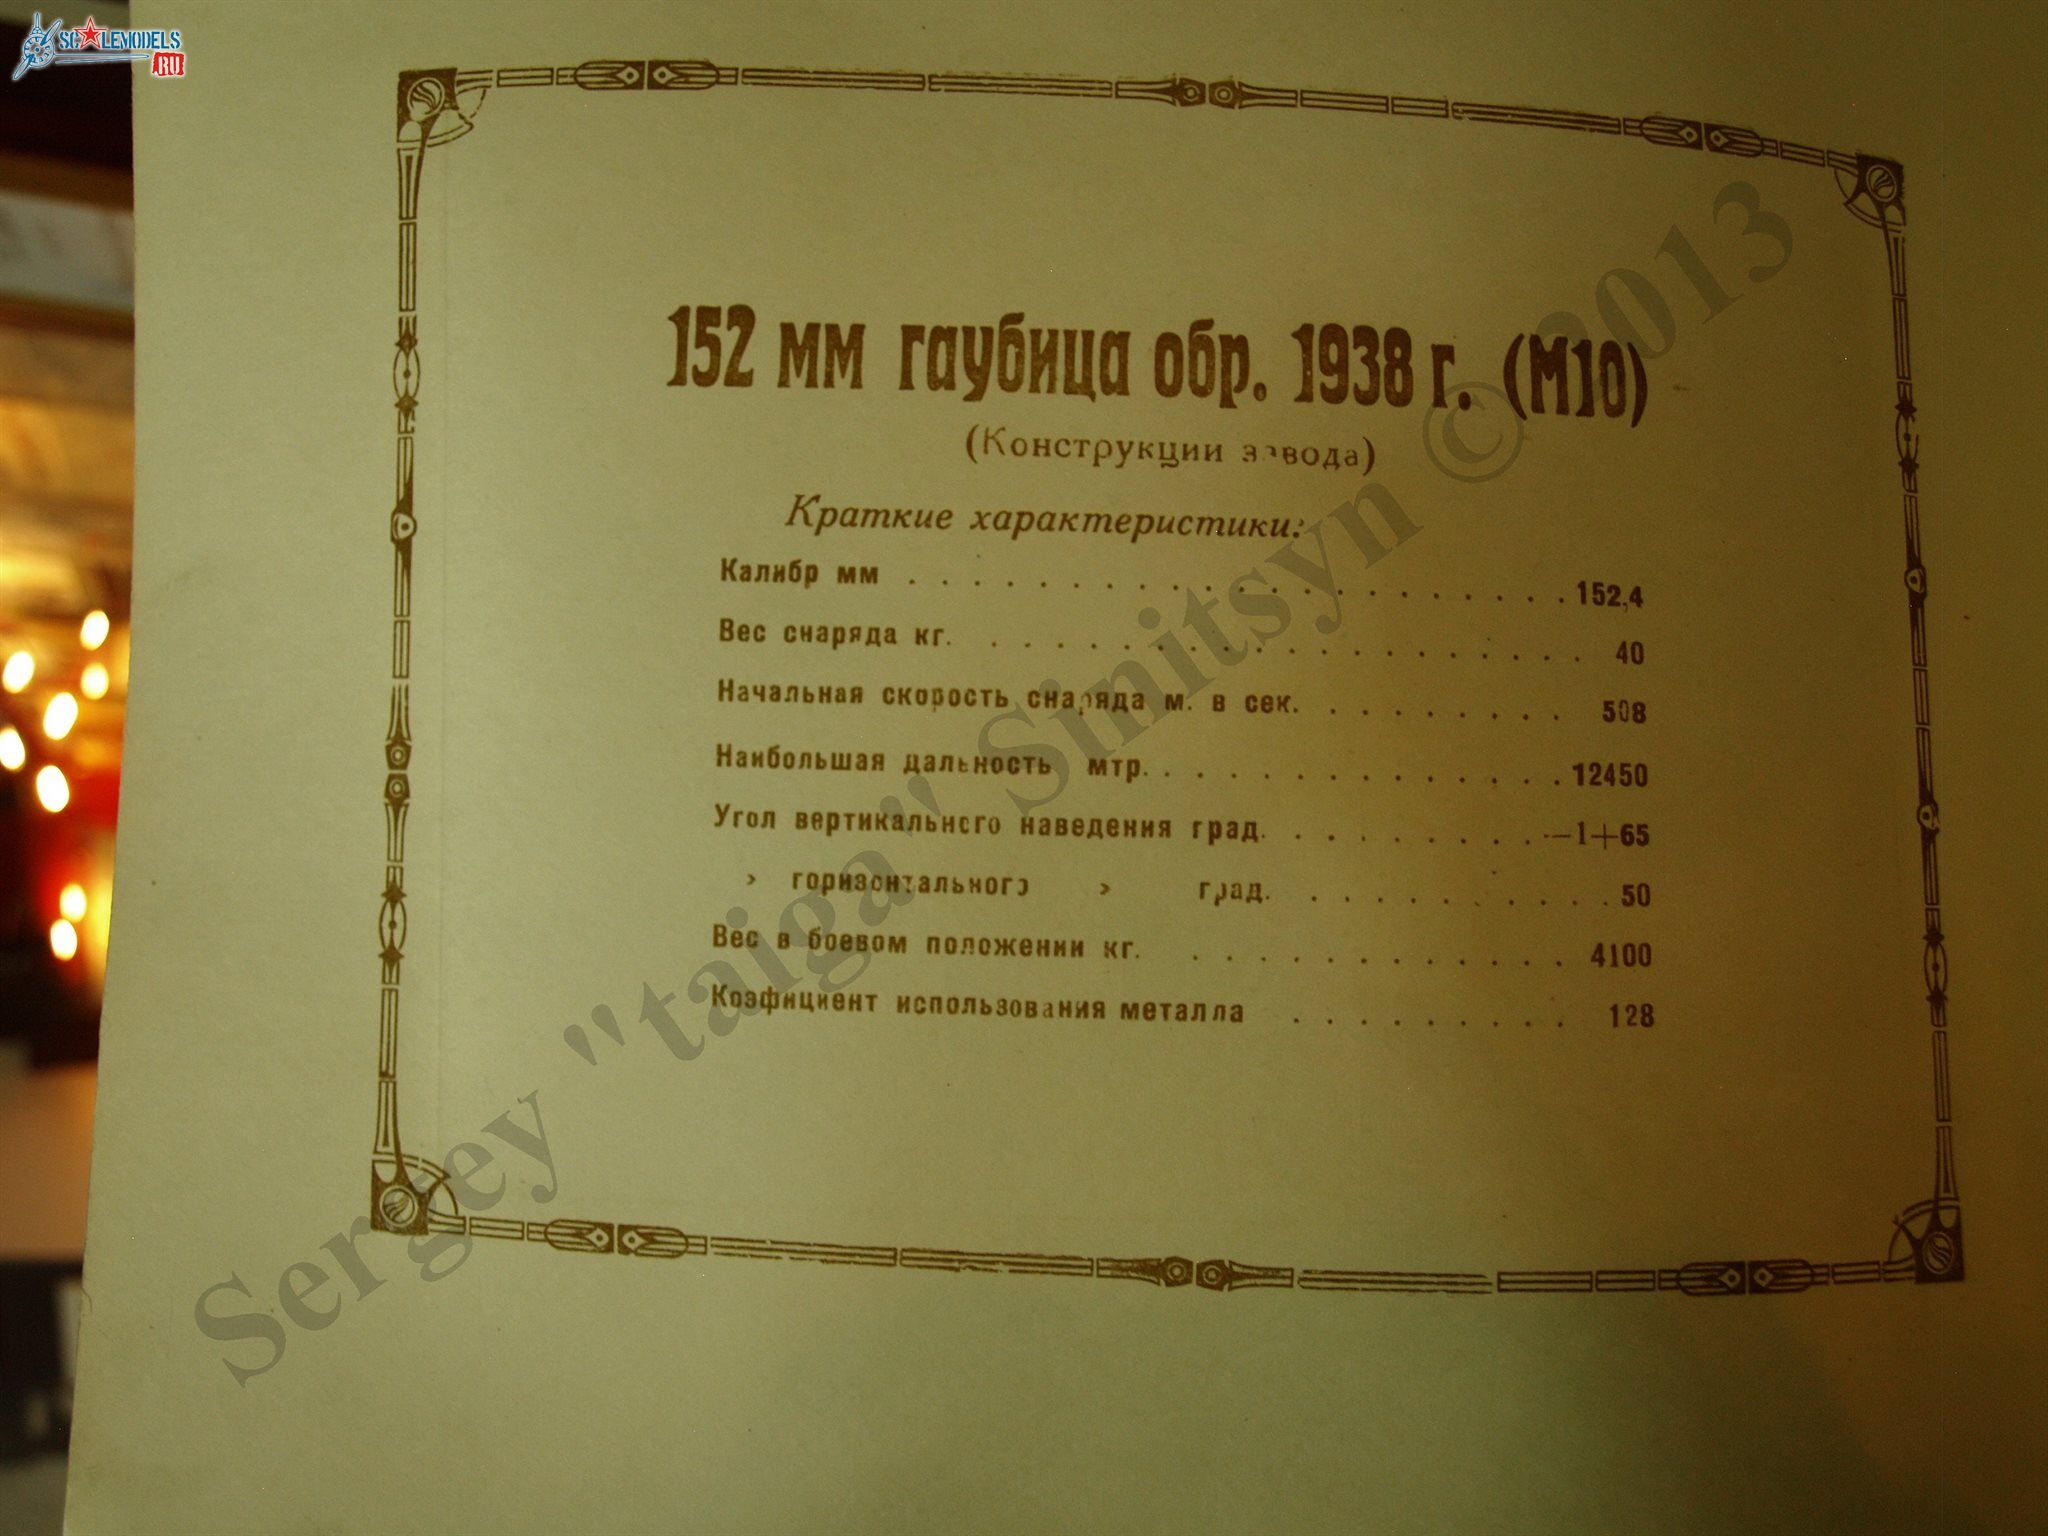 SCALEMODELS
.RU
152 мм гаубица обр. 1938 г. (М10)
(Конструкции завода)
Краткие характеристики:
Калибр мм . . . . . . . . . . . . . . . . . . . . . 152,4
Вес снаряда кг. . . . . . . . . . . . . . . . . . . . 40
Начальная скорость снаряда м. в сек. . . . . . . . . . 508
Наибольшая дальность мтр. . . . . . . . . . . . . . . 12450
Угол вертикального наведения град. . . . . . . . . . —1+65
› горизонтального › град. . . . . . . . . . . . . 50
Вес в боевом положении кг. . . . . . . . . . . . . . 4100
Коэфициент использования металла . . . . . . . . . . 128
Sergey "taiga" Sinitsyn © 2013